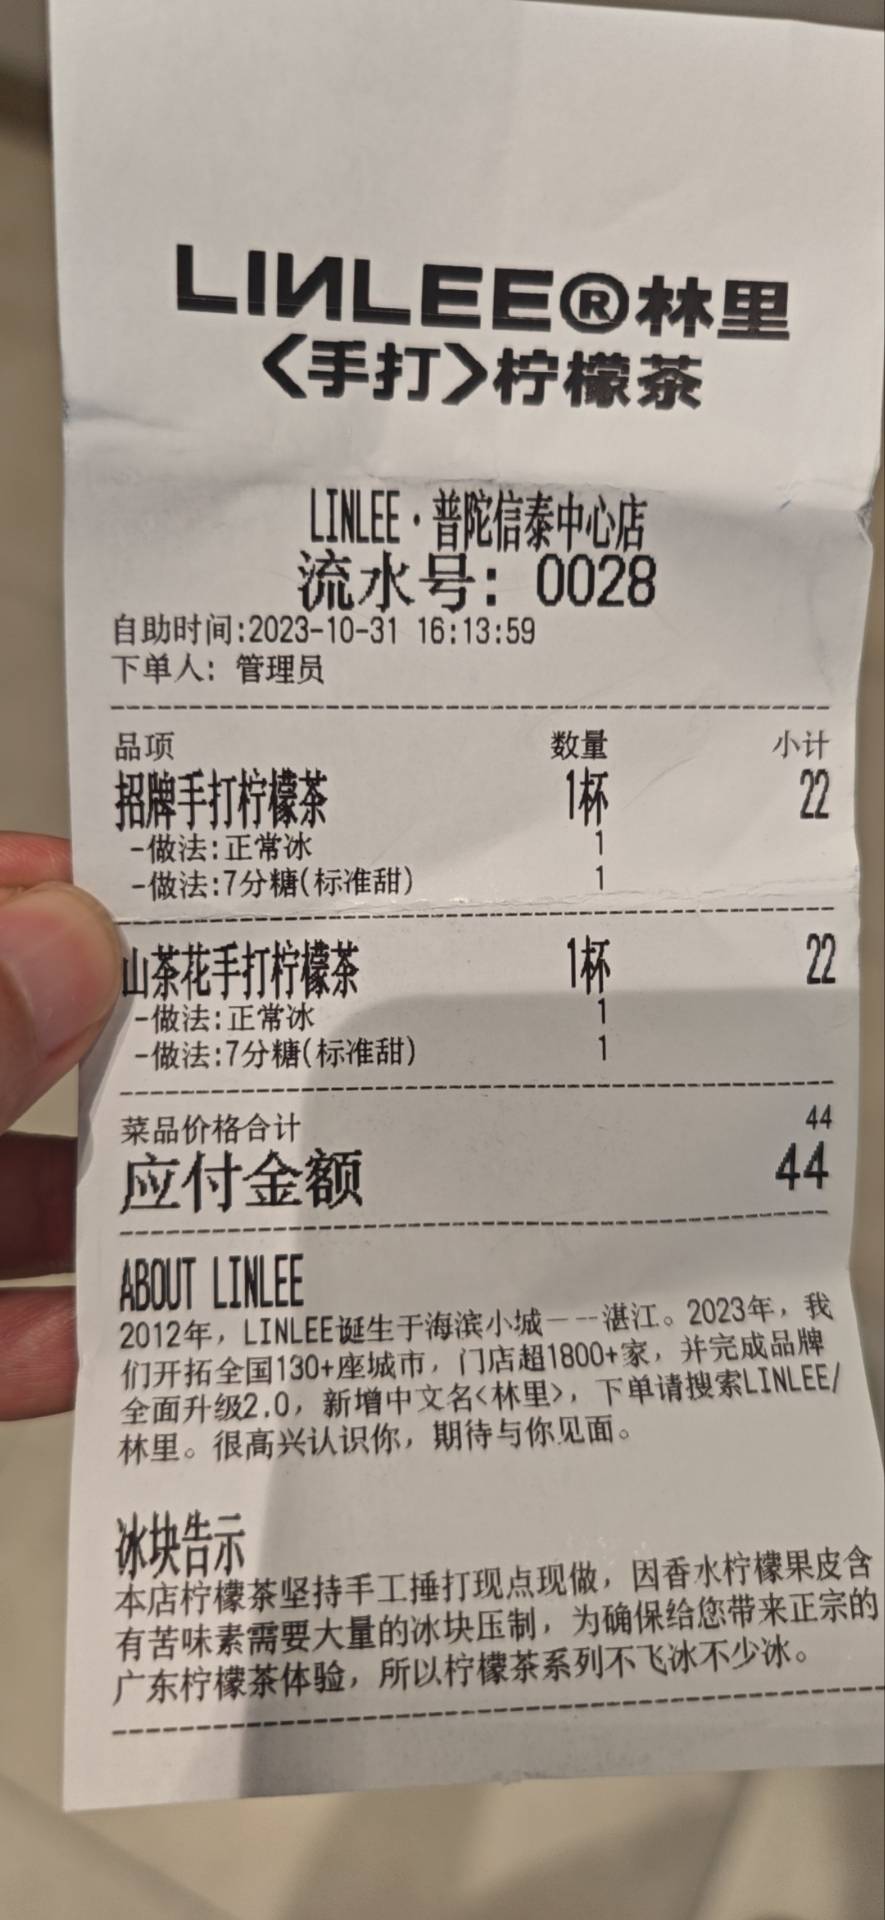 LINLEE®林里
<手打>柠檬茶
LINLEE·普陀信泰中心店
流水号: 0028
自助时间:2023-10-31 16:13:59
下单人: 管理员
品项 数量 小计
招牌手打柠檬茶 1杯 22
-做法:正常冰 1
-做法:7分糖(标准甜) 1
山茶花手打柠檬茶 1杯 22
-做法:正常冰 1
-做法:7分糖(标准甜) 1
菜品价格合计 44
应付金额 44
ABOUT LINLEE
2012年，LINLEE诞生于海滨小城---湛江。2023年，我
们开拓全国130+座城市，门店超1800+家，并完成品牌
全面升级2.0，新增中文名<林里>，下单请搜索LINLEE/
林里。很高兴认识你，期待与你见面。
冰块告示
本店柠檬茶坚持手工捶打现点现做，因香水柠檬果皮含
有苦味素需要大量的冰块压制，为确保给您带来正宗的
广东柠檬茶体验，所以柠檬茶系列不飞冰不少冰。